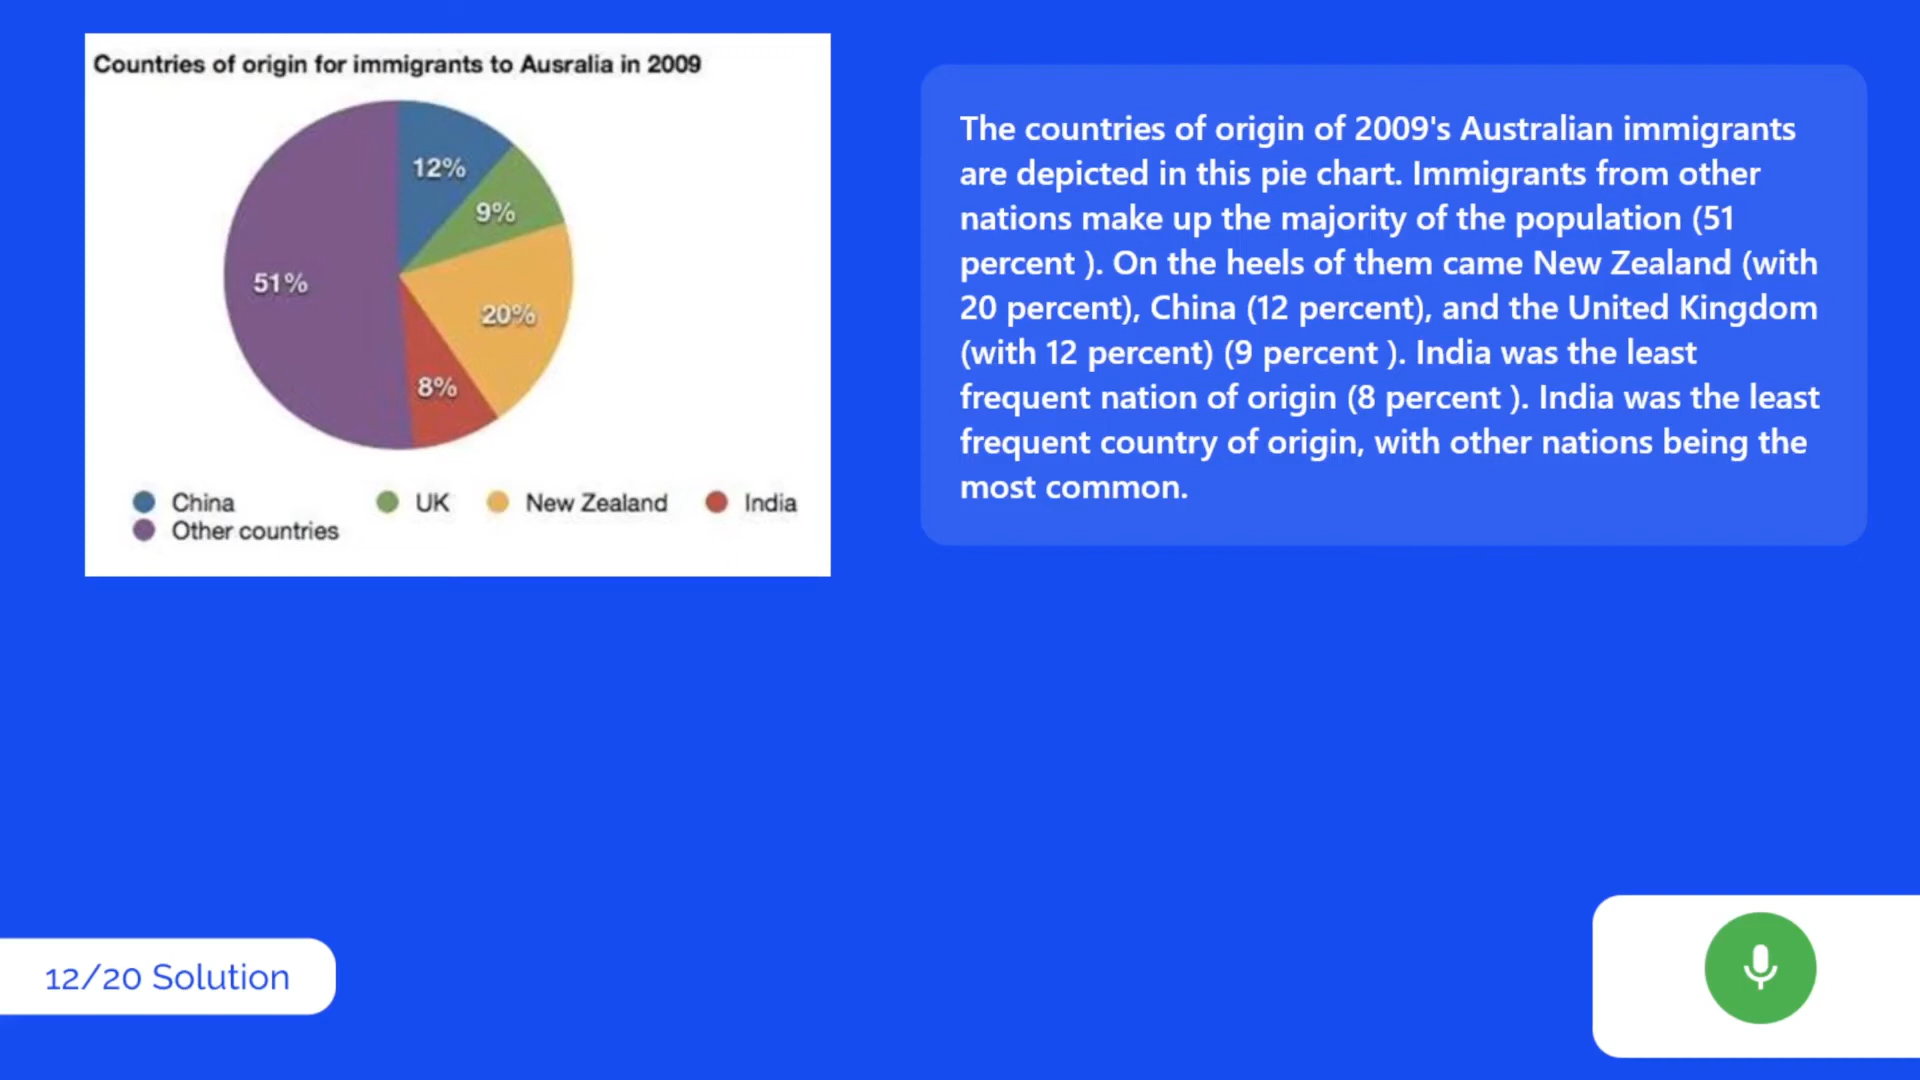 Countries of origin for immigrants to Ausralia in 2009
12%
9%
51%
20%
8%
China
UK
New Zealand
India
Other countries
The countries of origin of 2009's Australian immigrants
are depicted in this pie chart. Immigrants from other
nations make up the majority of the population (51
percent ). On the heels of them came New Zealand (with
20 percent), China (12 percent), and the United Kingdom
(with 12 percent) (9 percent ). India was the least
frequent nation of origin (8 percent ). India was the least
frequent country of origin, with other nations being the
most common.
12/20 Solution